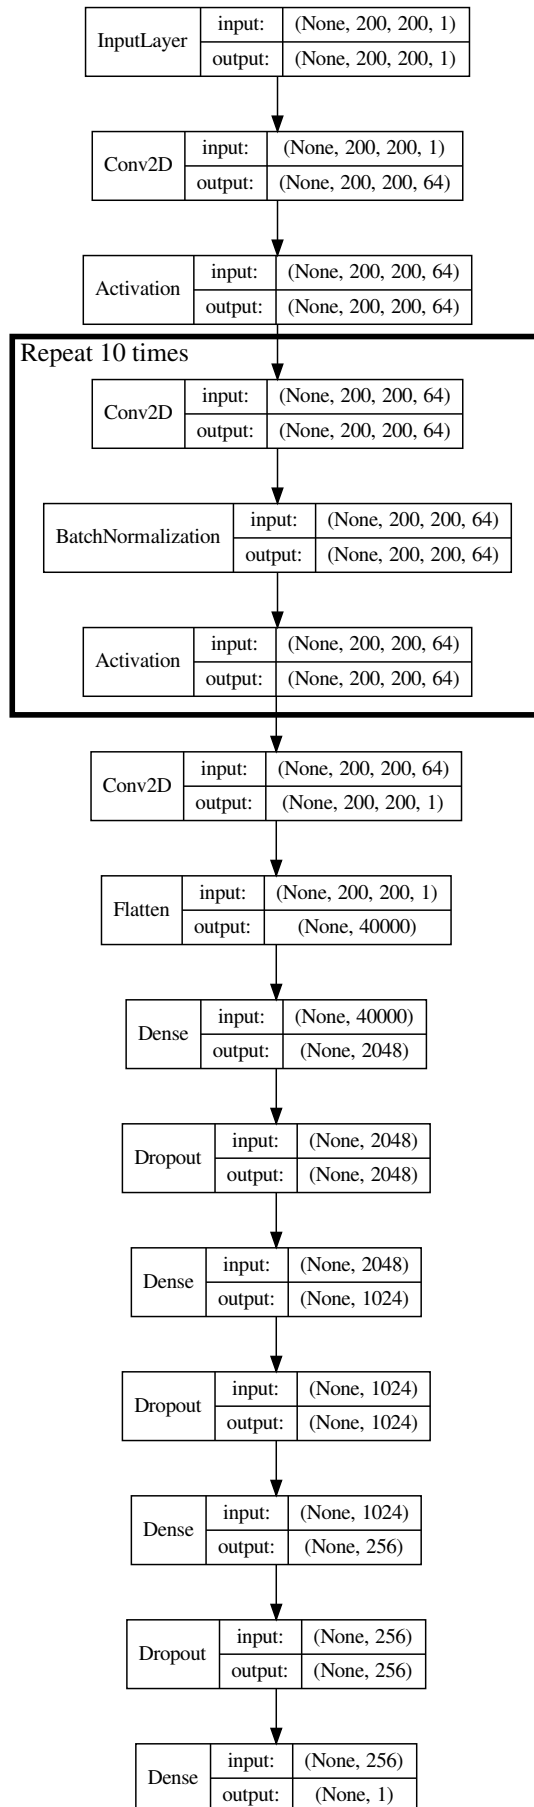 InputLayer
input: (None, 200, 200, 1)
output: (None, 200, 200, 1)
Conv2D
input: (None, 200, 200, 1)
output: (None, 200, 200, 64)
Activation
input: (None, 200, 200, 64)
output: (None, 200, 200, 64)
Repeat 10 times
Conv2D
input: (None, 200, 200, 64)
output: (None, 200, 200, 64)
BatchNormalization
input: (None, 200, 200, 64)
output: (None, 200, 200, 64)
Activation
input: (None, 200, 200, 64)
output: (None, 200, 200, 64)
Conv2D
input: (None, 200, 200, 64)
output: (None, 200, 200, 1)
Flatten
input: (None, 200, 200, 1)
output: (None, 40000)
Dense
input: (None, 40000)
output: (None, 2048)
Dropout
input: (None, 2048)
output: (None, 2048)
Dense
input: (None, 2048)
output: (None, 1024)
Dropout
input: (None, 1024)
output: (None, 1024)
Dense
input: (None, 1024)
output: (None, 256)
Dropout
input: (None, 256)
output: (None, 256)
Dense
input: (None, 256)
output: (None, 1)